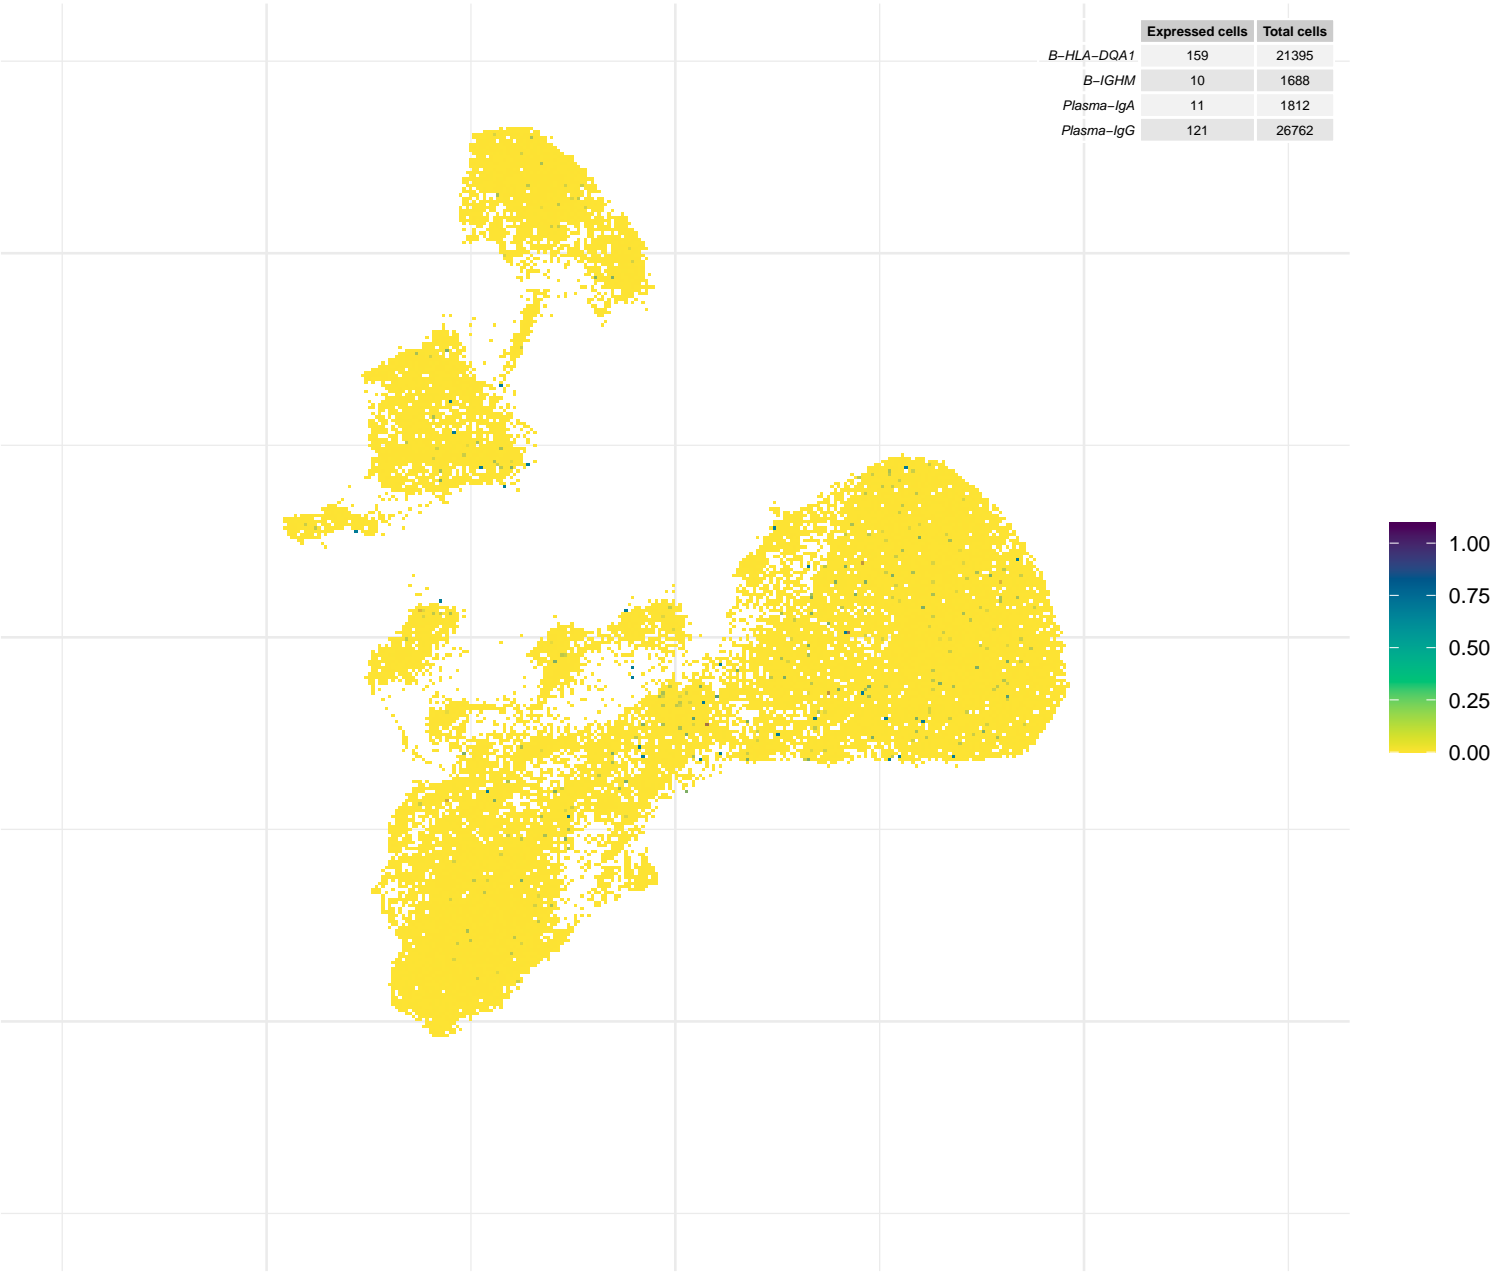 Expressed cells Total cells
B−HLA−DQA1 159 21395
B−IGHM 10 1688
Plasma−IgA 11 1812
Plasma−IgG 121 26762
1.00
0.75
0.50
0.25
0.00